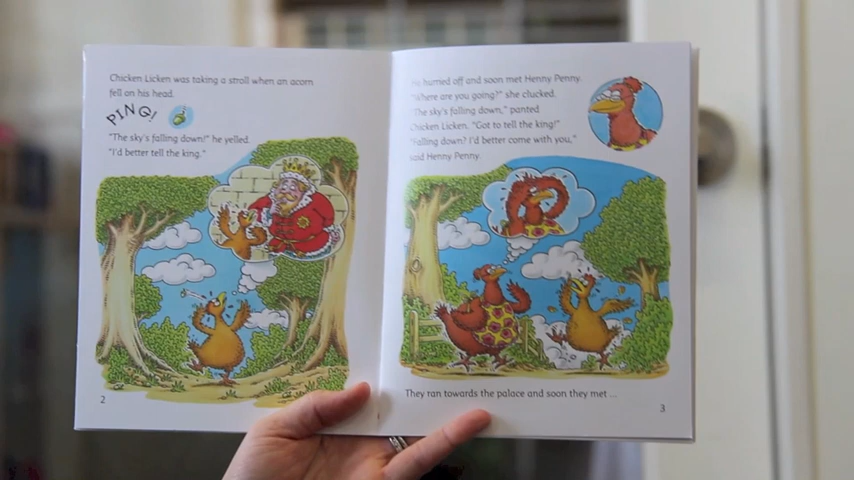 Chicken Licken was taking a stroll when an acorn
fell on his head.
PING!
"The sky's falling down!" he yelled.
"I'd better tell the king."
2
He hurried off and soon met Henny Penny.
"Where are you going?" she clucked.
"The sky's falling down," panted
Chicken Licken, "Got to tell the king!"
"Falling down? I'd better come with you,"
said Henny Penny
They ran towards the palace and soon they met ...
3